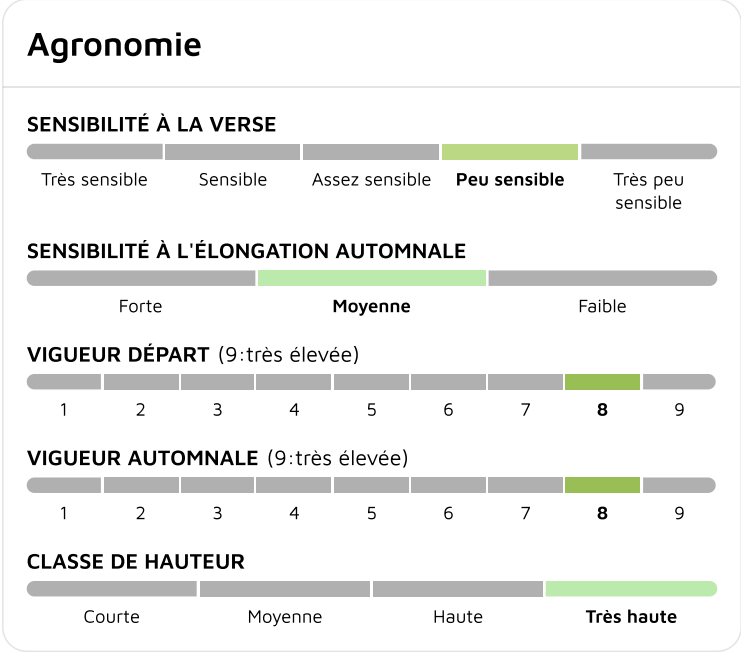 Agronomie
SENSIBILITÉ À LA VERSE
Très sensible Sensible Assez sensible Peu sensible Très peu
sensible
SENSIBILITÉ À L'ÉLONGATION AUTOMNALE
Forte Moyenne Faible
VIGUEUR DÉPART (9:très élevée)
1 2 3 4 5 6 7 8 9
VIGUEUR AUTOMNALE (9:très élevée)
1 2 3 4 5 6 7 8 9
CLASSE DE HAUTEUR
Courte Moyenne Haute Très haute